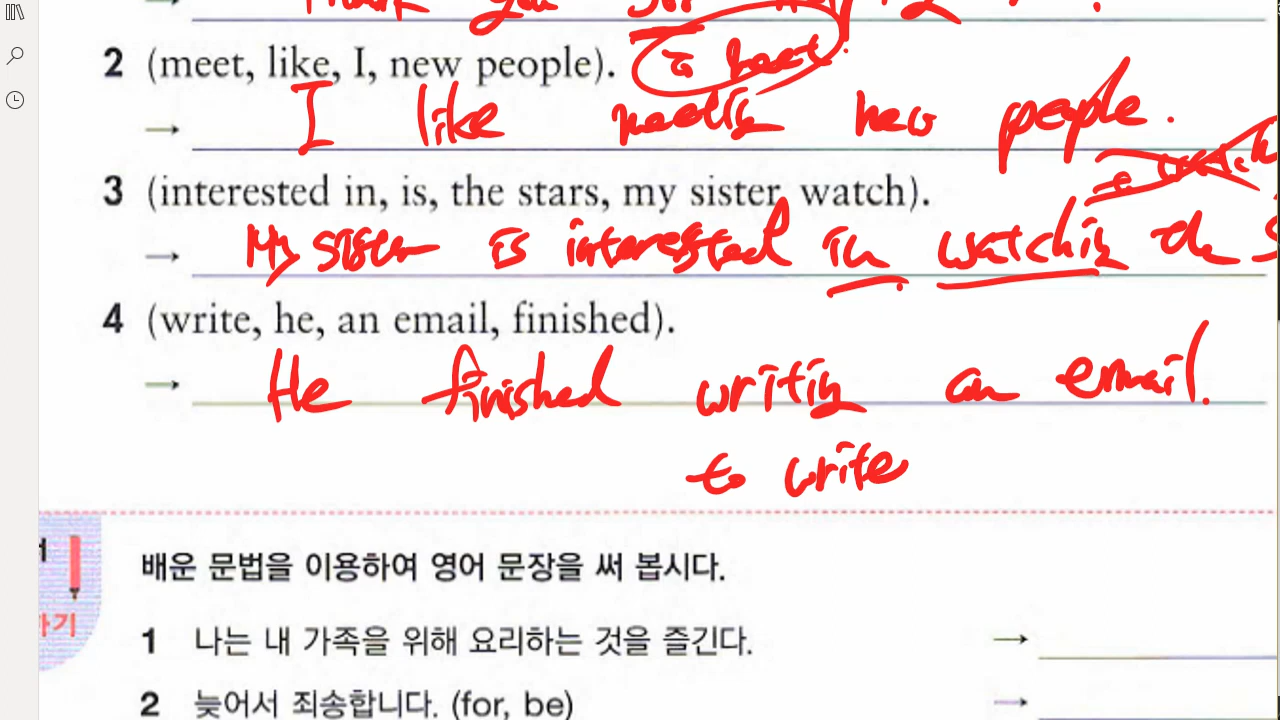 Thank you for
2 (meet, like, I, new people). to meet
→ I like meeting new people.
3 (interested in, is, the stars, my sister, watch).
→ My sister is interested in watching the
4 (write, he, an email, finished).
→ He finished writing an email.
to write
배운 문법을 이용하여 영어 문장을 써 봅시다.
1 나는 내 가족을 위해 요리하는 것을 즐긴다. →
2 늦어서 죄송합니다. (for, be) →